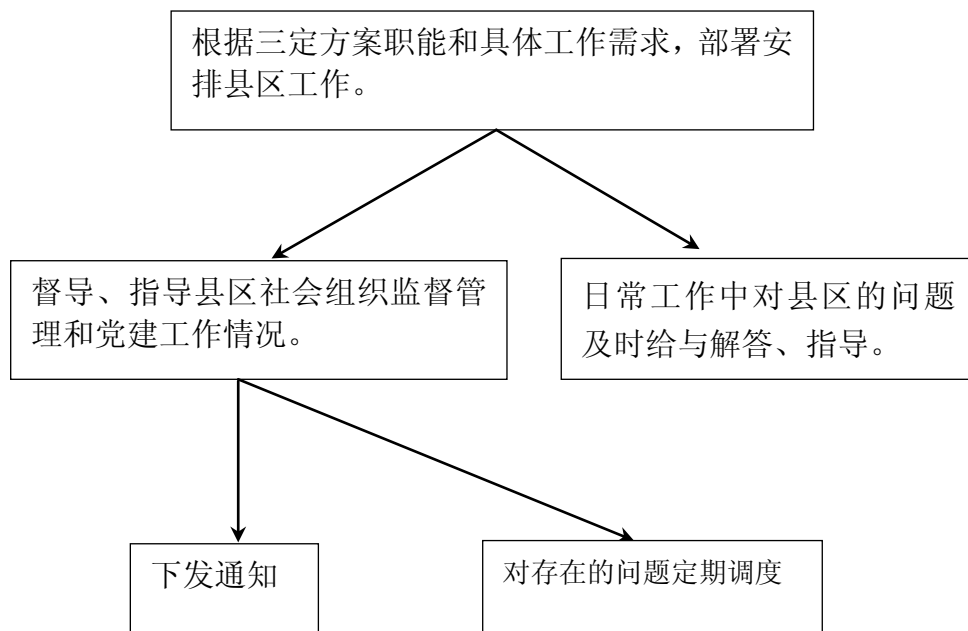 根据三定方案职能和具体工作需求，部署安
排县区工作。
督导、指导县区社会组织监督管
理和党建工作情况。
日常工作中对县区的问题
及时给与解答、指导。
下发通知
对存在的问题定期调度